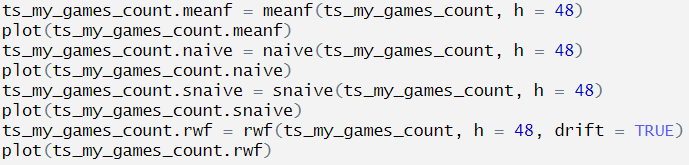 ts_my_games_count.meanf = meanf(ts_my_games_count, h = 48)
plot(ts_my_games_count.meanf)
ts_my_games_count.naive = naive(ts_my_games_count, h = 48)
plot(ts_my_games_count.naive)
ts_my_games_count.snaive = snaive(ts_my_games_count, h = 48)
plot(ts_my_games_count.snaive)
ts_my_games_count.rwf = rwf(ts_my_games_count, h = 48, drift = TRUE)
plot(ts_my_games_count.rwf)